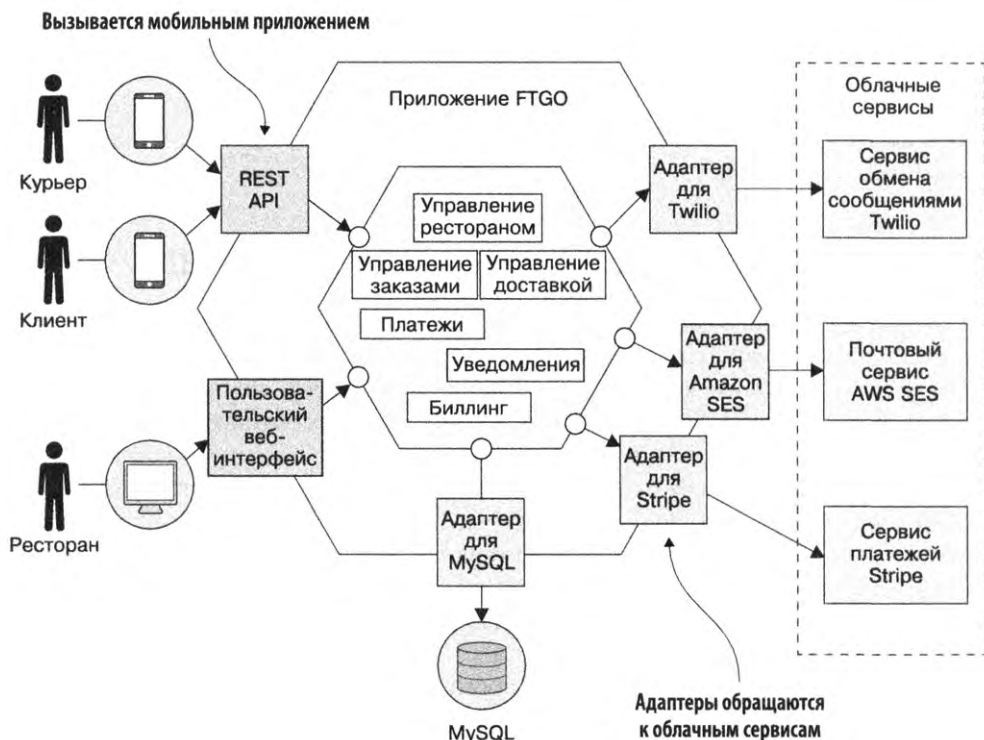 Вызывается мобильным приложением
Курьер
Клиент
Ресторан
REST
API
Пользова-
тельский
веб-
интерфейс
Приложение FTGO
Управление
рестораном
Управление
заказами
Управление
доставкой
Платежи
Уведомления
Биллинг
Адаптер
для
MySQL
MySQL
Адаптер
для
Twilio
Адаптер
для
Amazon
SES
Адаптер
для
Stripe
Адаптеры обращаются
к облачным сервисам
Облачные
сервисы
Сервис
обмена
сообщениями
Twilio
Почтовый
сервис
AWS SES
Сервис
платежей
Stripe